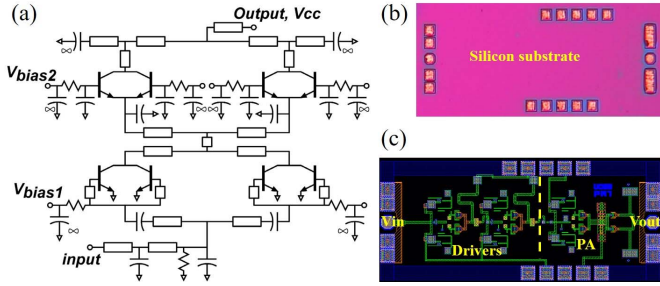 (a)
Output, Vcc
∞
∞
Vbias2
∞
∞
Vbias1
∞
input
(b)
Silicon substrate
(c)
Vin
Drivers
PA
Vout